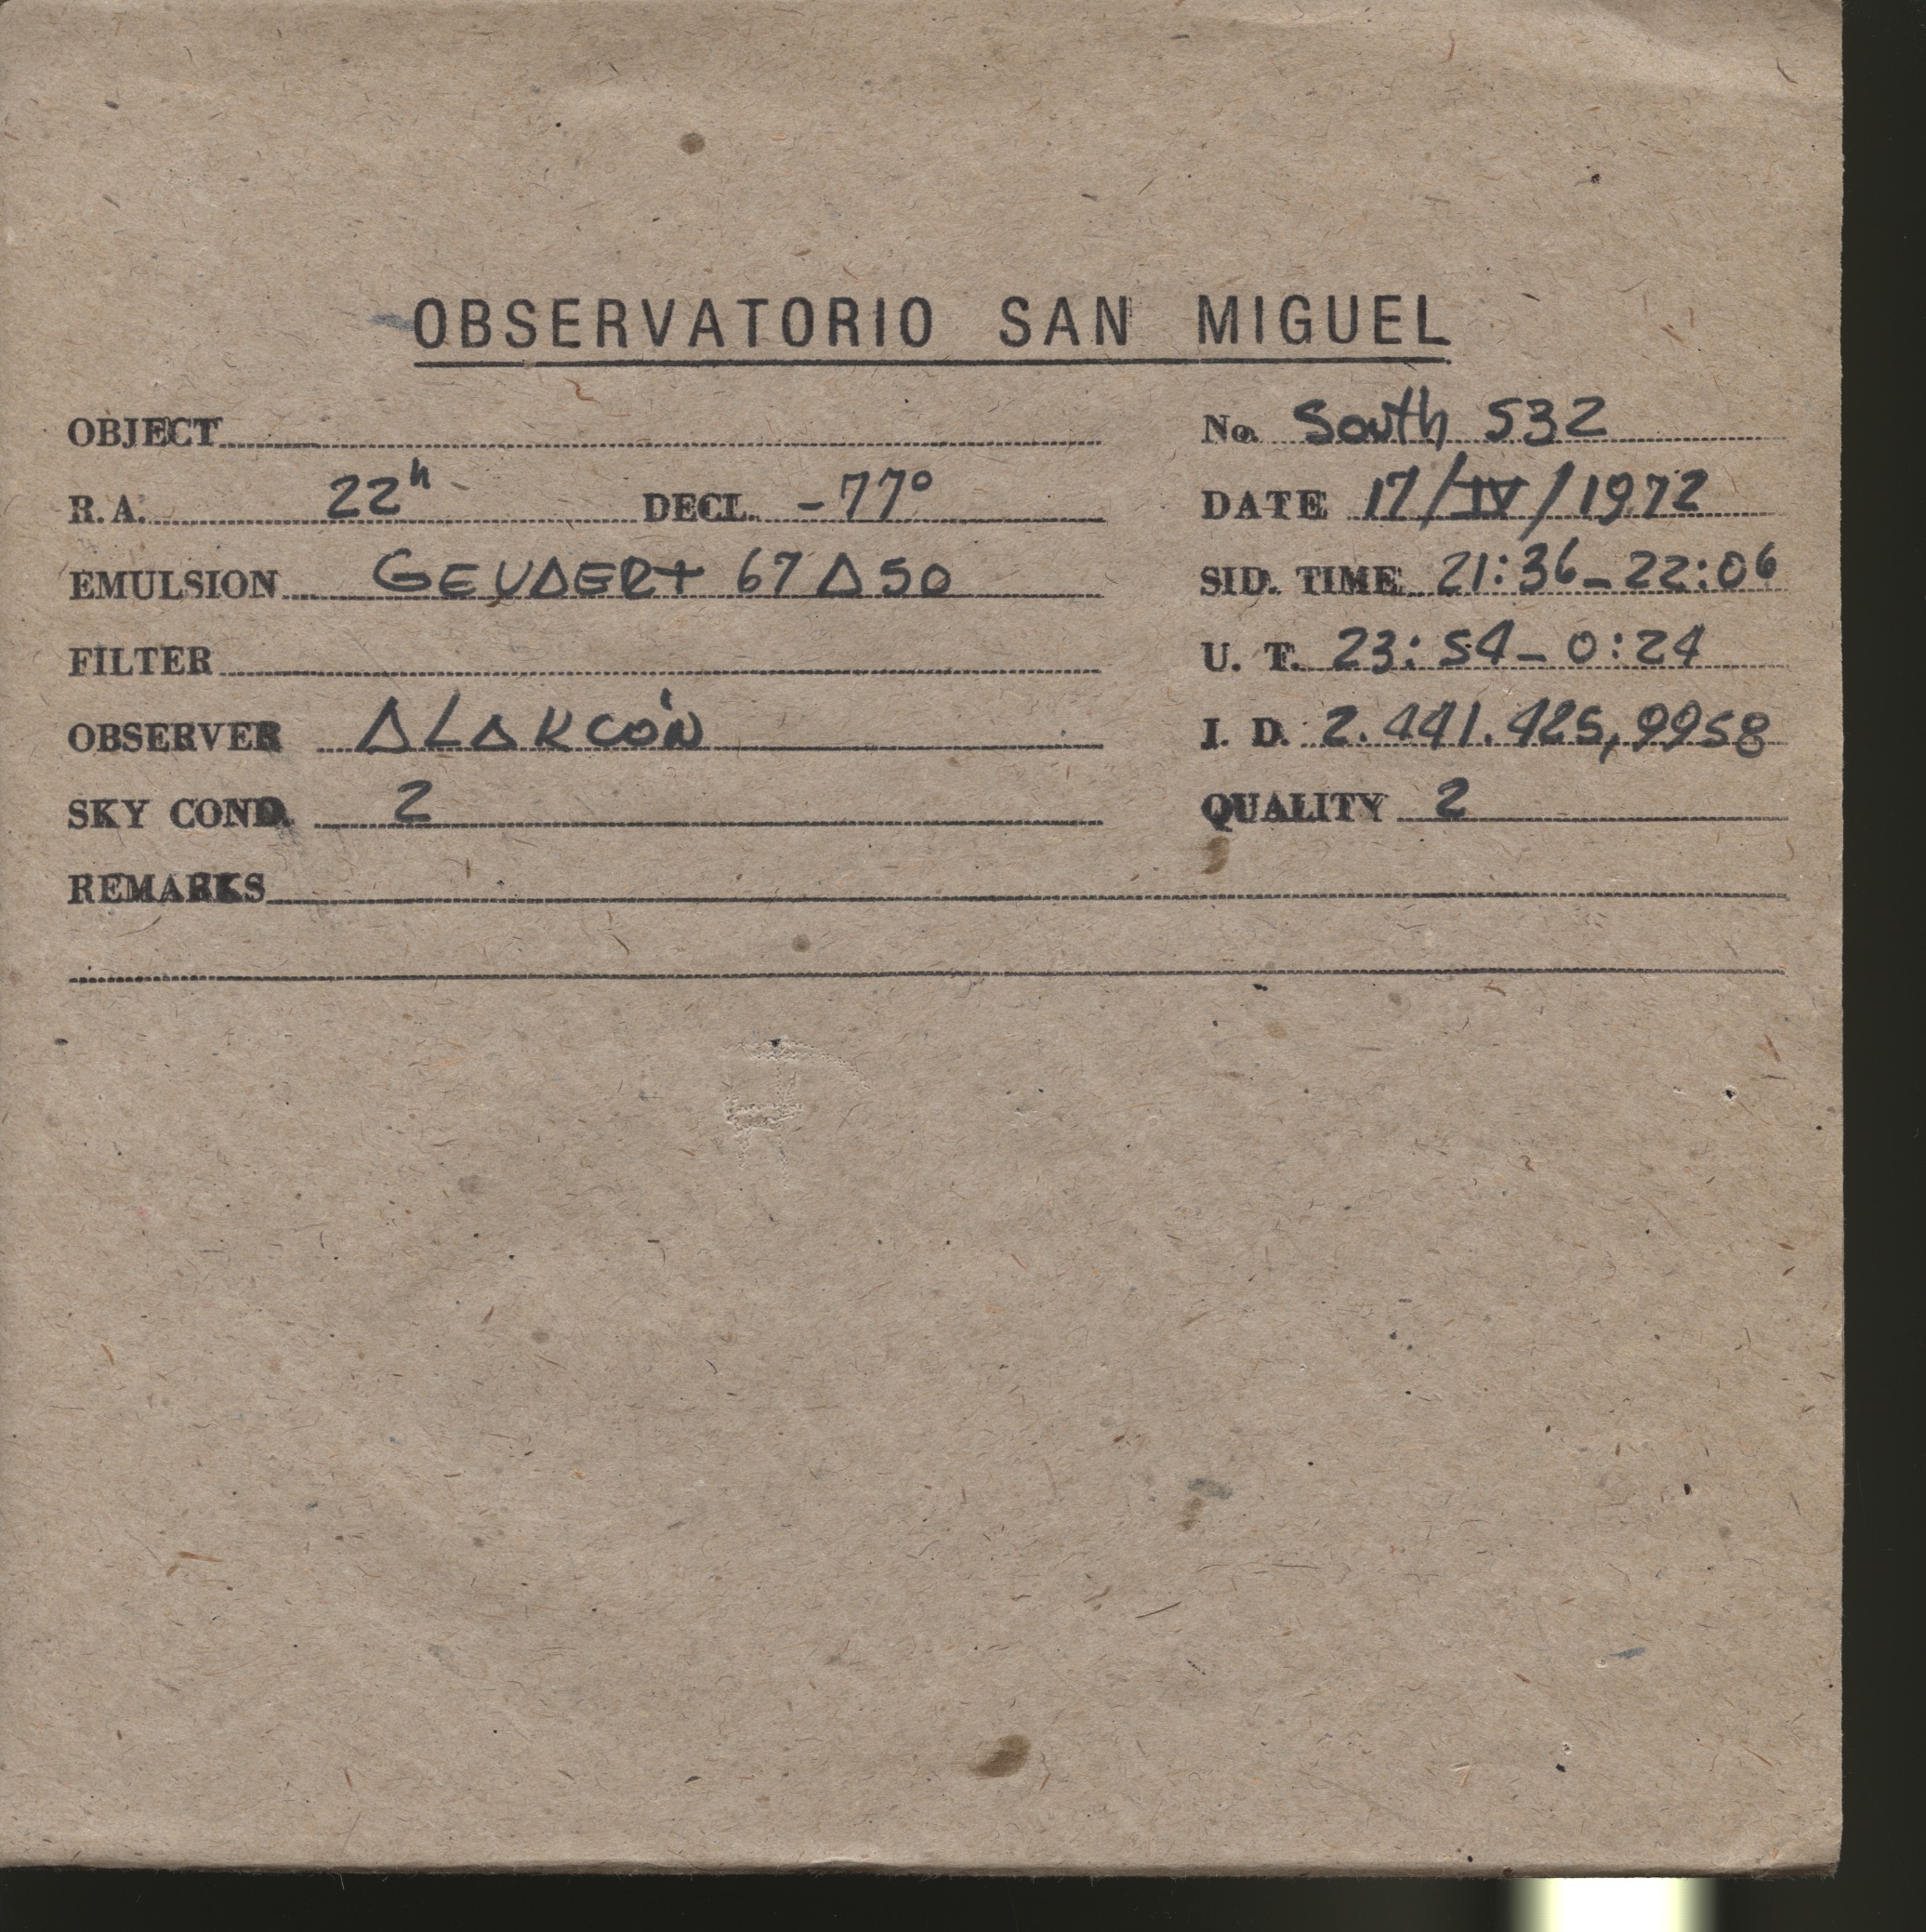 OBSERVATORIO SAN MIGUEL
OBJECT No. South 532
R.A. 22h DECL. -77° DATE 17/IV/1972
EMULSION GEVAERT 67A50 SID. TIME 21:36-22:06
FILTER U. T. 23:54-0:24
OBSERVER ALARCÓN J. D. 2.441.425,9958
SKY COND. 2 QUALITY 2
REMARKS